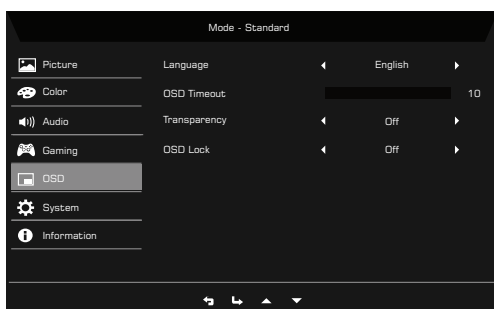 Mode - Standard
Picture
Color
Audio
Gaming
OSD
System
Information
Language English
OSD Timeout 10
Transparency Off
OSD Lock Off